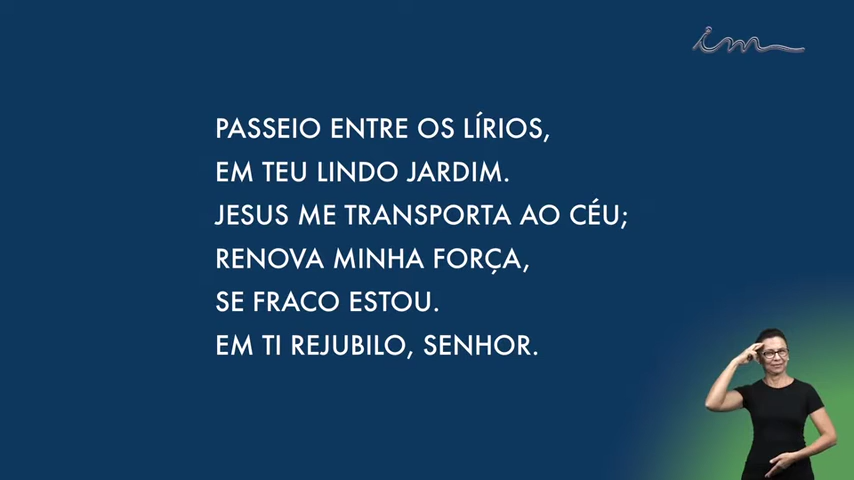 im
PASSEIO ENTRE OS LÍRIOS,
EM TEU LINDO JARDIM.
JESUS ME TRANSPORTA AO CÉU;
RENOVA MINHA FORÇA,
SE FRACO ESTOU.
EM TI REJUBILO, SENHOR.